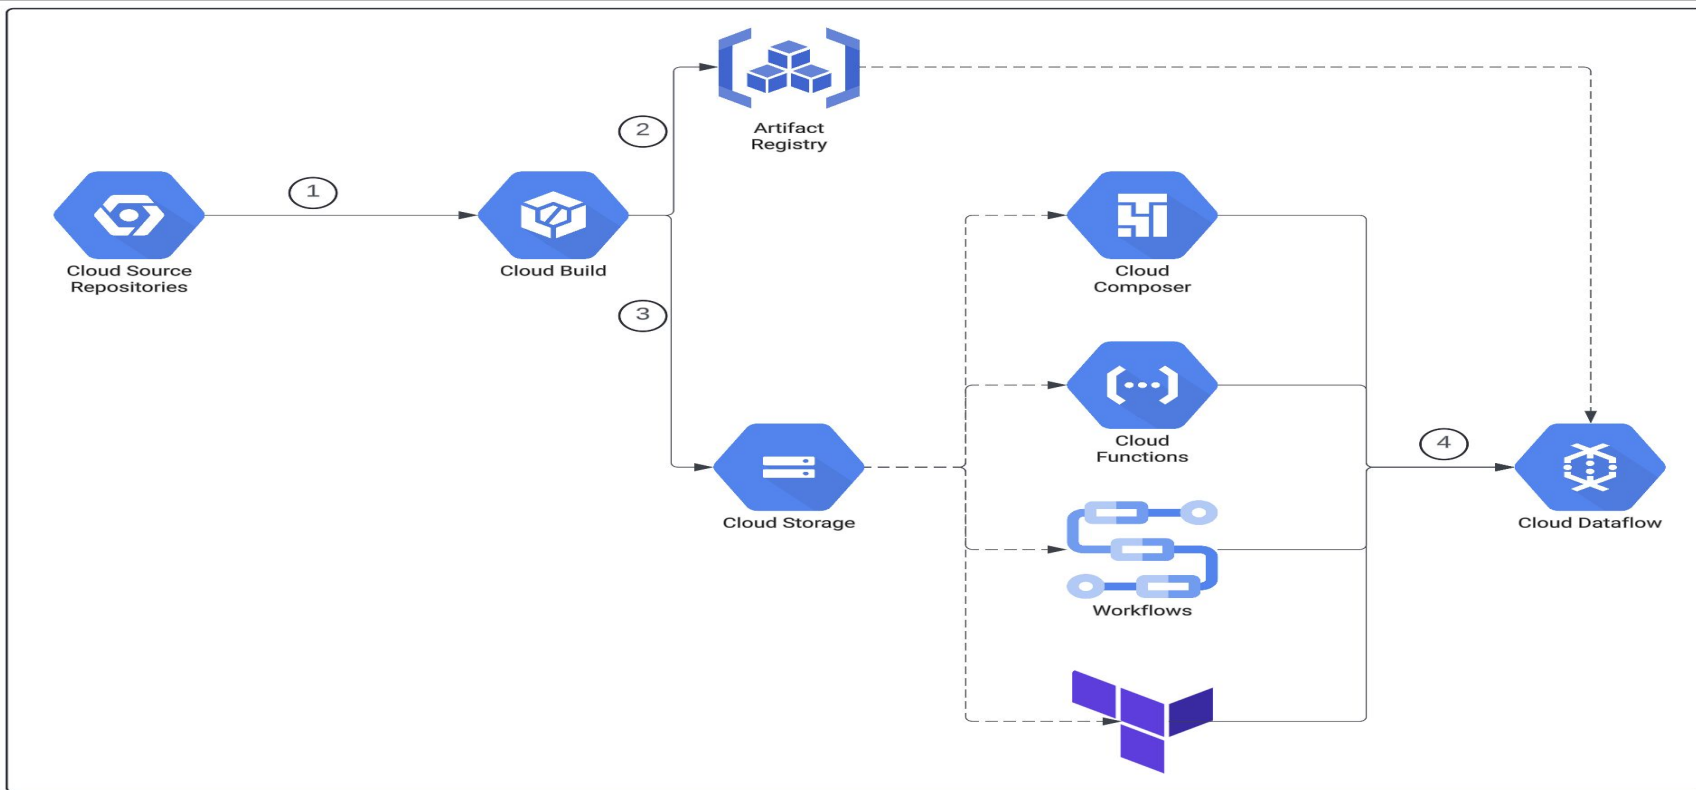 Artifact
Registry
2
1
Cloud Source
Repositories
Cloud Build
3
Cloud Storage
Cloud
Composer
Cloud
Functions
Workflows
4
Cloud Dataflow